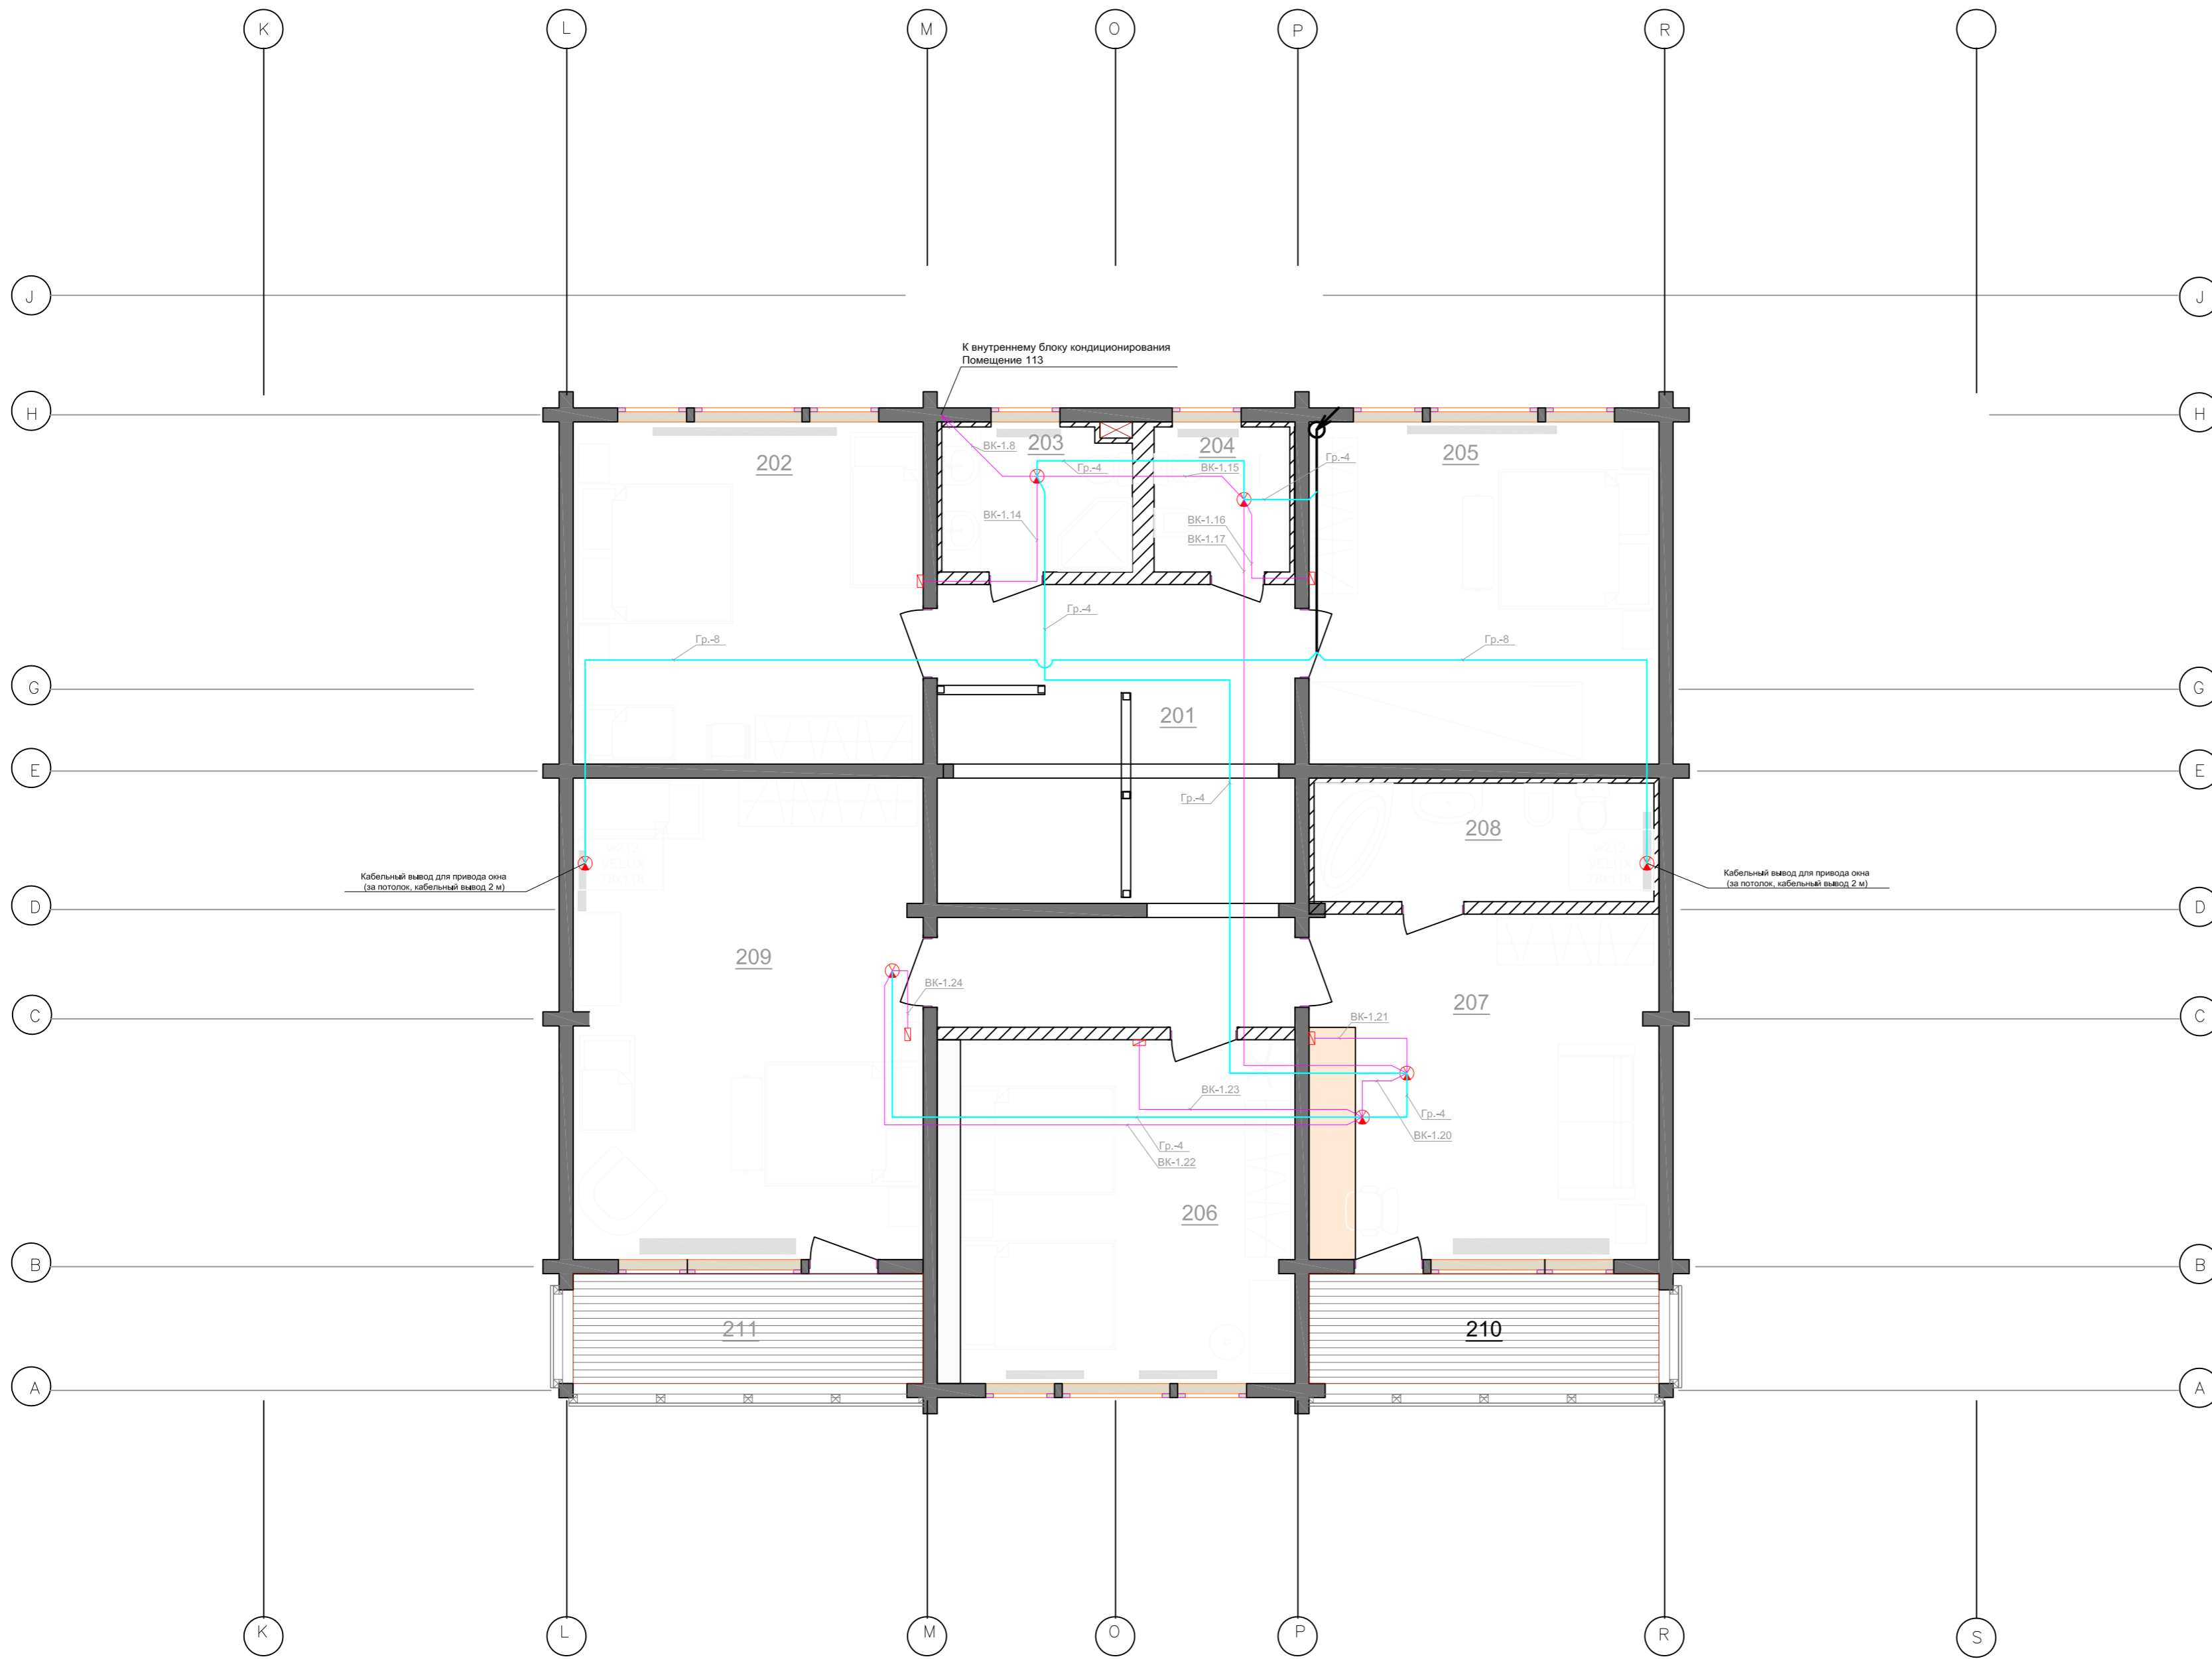 K
L
M
O
P
R
J
J
К внутреннему блоку кондиционирования
Помещение 113
H
H
202
ВК-1.8
203
204
205
Гр.-4
ВК-1.15
Гр.-4
ВК-1.14
ВК-1.16
ВК-1.17
Гр.-4
Гр.-8
Гр.-8
G
G
201
E
E
Гр.-4
208
VELUX
VELUX
Кабельный вывод для привода окна
(за потолок, кабельный вывод 2 м)
Кабельный вывод для привода окна
(за потолок, кабельный вывод 2 м)
D
D
209
ВК-1.24
207
C
C
ВК-1.21
ВК-1.23
Гр.-4
ВК-1.20
Гр.-4
ВК-1.22
206
B
B
211
210
A
A
K
L
M
O
P
R
S